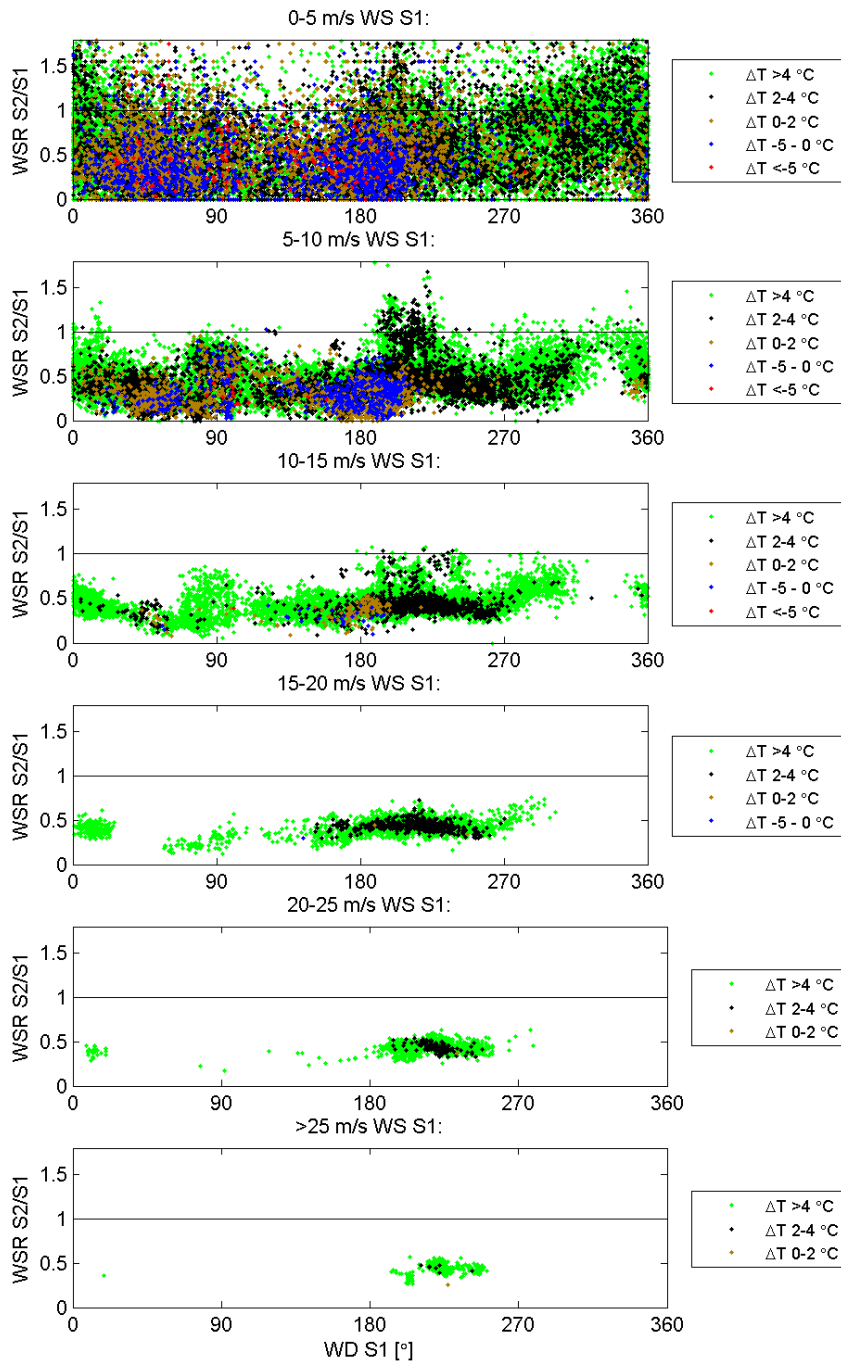 0-5 m/s WS S1:
WSR S2/S1
1.5
1
0.5
0
0
90
180
270
360
ΔT >4 °C
ΔT 2-4 °C
ΔT 0-2 °C
ΔT -5 - 0 °C
ΔT <-5 °C
5-10 m/s WS S1:
WSR S2/S1
1.5
1
0.5
0
0
90
180
270
360
ΔT >4 °C
ΔT 2-4 °C
ΔT 0-2 °C
ΔT -5 - 0 °C
ΔT <-5 °C
10-15 m/s WS S1:
WSR S2/S1
1.5
1
0.5
0
0
90
180
270
360
ΔT >4 °C
ΔT 2-4 °C
ΔT 0-2 °C
ΔT -5 - 0 °C
ΔT <-5 °C
15-20 m/s WS S1:
WSR S2/S1
1.5
1
0.5
0
0
90
180
270
360
ΔT >4 °C
ΔT 2-4 °C
ΔT 0-2 °C
ΔT -5 - 0 °C
20-25 m/s WS S1:
WSR S2/S1
1.5
1
0.5
0
0
90
180
270
360
ΔT >4 °C
ΔT 2-4 °C
ΔT 0-2 °C
>25 m/s WS S1:
WSR S2/S1
1.5
1
0.5
0
0
90
180
270
360
ΔT >4 °C
ΔT 2-4 °C
ΔT 0-2 °C
WD S1 [°]